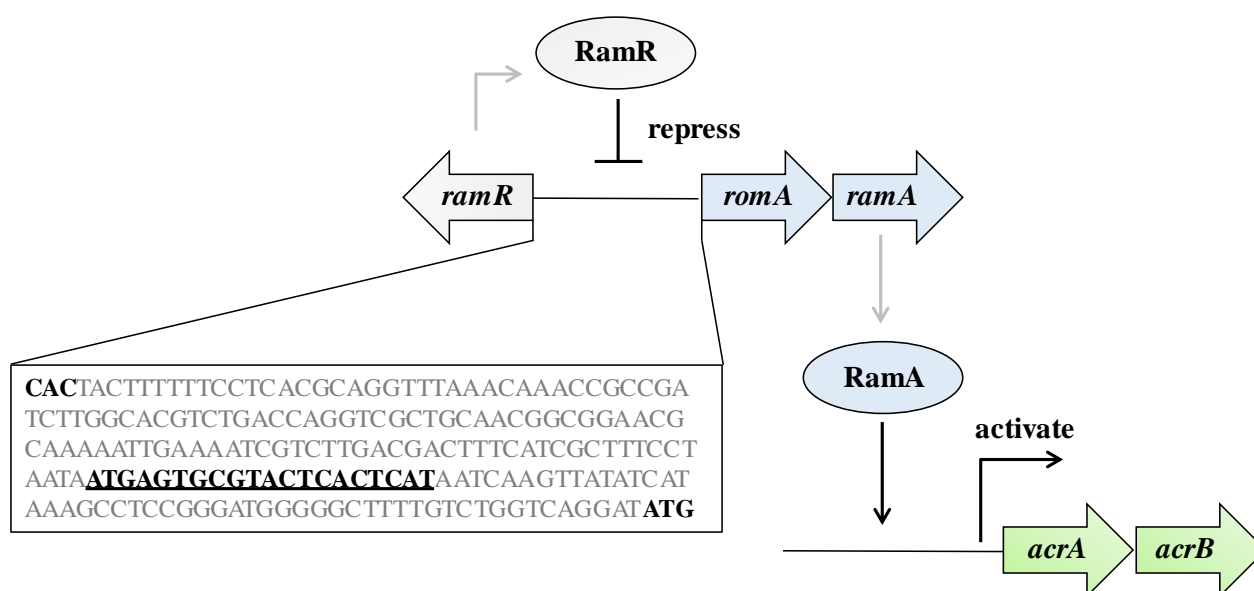 RamR
repress
ramR
romA
ramA
CACTACTTTTTTCCTCACGCAGGTTTAAACAAACCGCCGA
TCTTGGCACGTCTGACCAGGTCGCTGCAACGGCGGAACG
CAAAAATTGAAAATCGTCTTGACGACTTTCATCGCTTTCCT
AATAATGAGTGCGTACTCACTCATAATCAAGTTATATCAT
AAAGCCTCCGGGATGGGGGCTTTTGTCTGGTCAGGATATG
RamA
activate
acrA
acrB